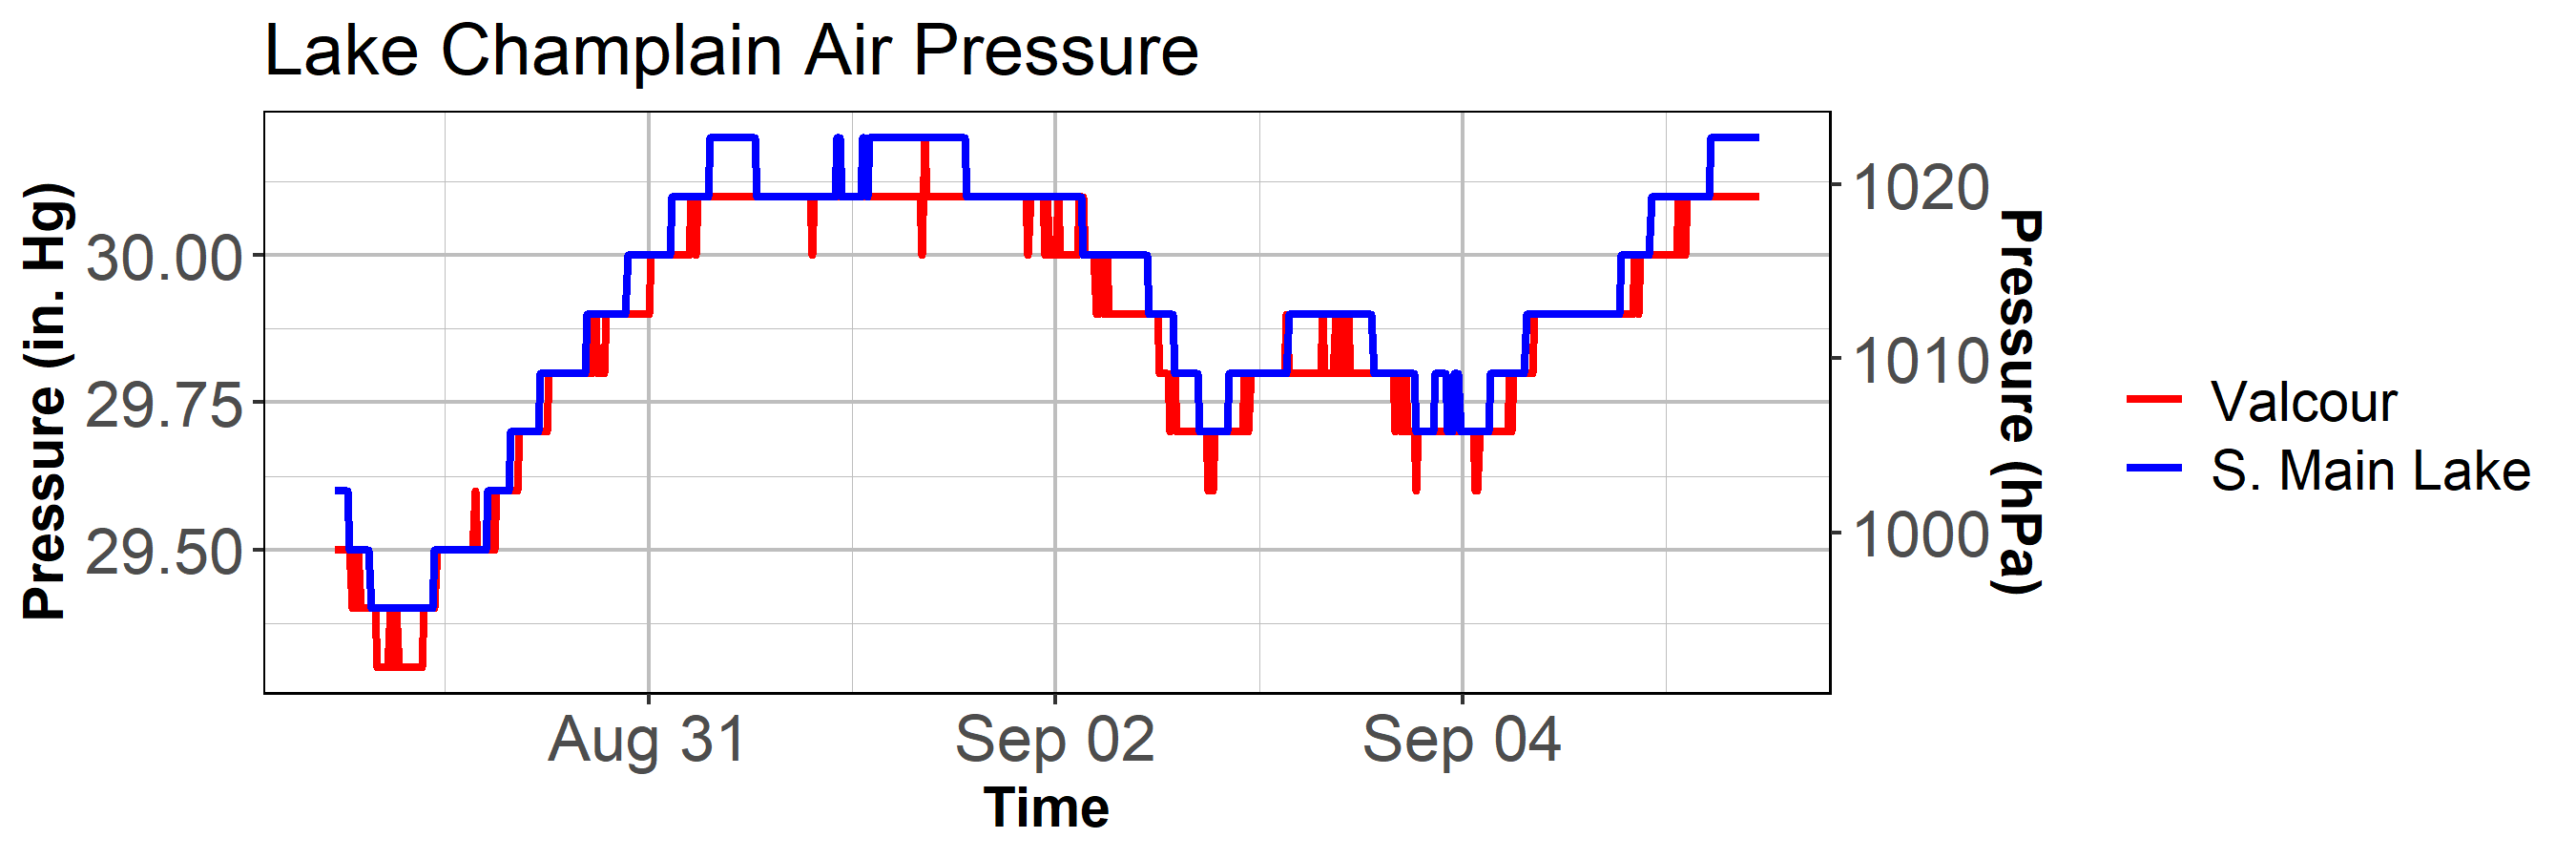 Lake Champlain Air Pressure
Pressure (in. Hg)
30.00
29.75
29.50
1020
1010
1000
Pressure (hPa)
Aug 31
Sep 02
Sep 04
Time
Valcour
S. Main Lake